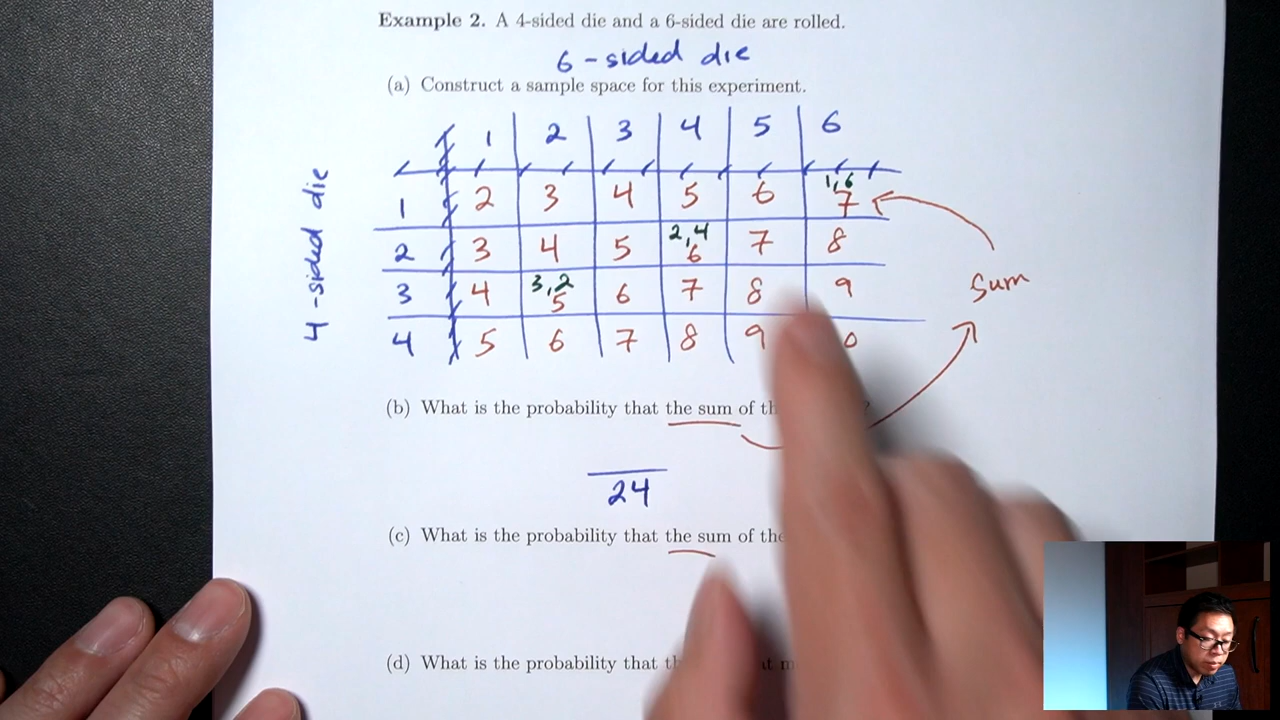 Example 2. A 4-sided die and a 6-sided die are rolled.
6-sided die
(a) Construct a sample space for this experiment.
1 2 3 4 5 6
4-sided die
1,6
1 2 3 4 5 6 7
2,4
2 3 4 5 6 7 8
3,2
3 4 5 6 7 8 9
4 5 6 7 8 9 0
Sum
(b) What is the probability that the sum of
24
(c) What is the probability that the sum of the
(d) What is the probability that